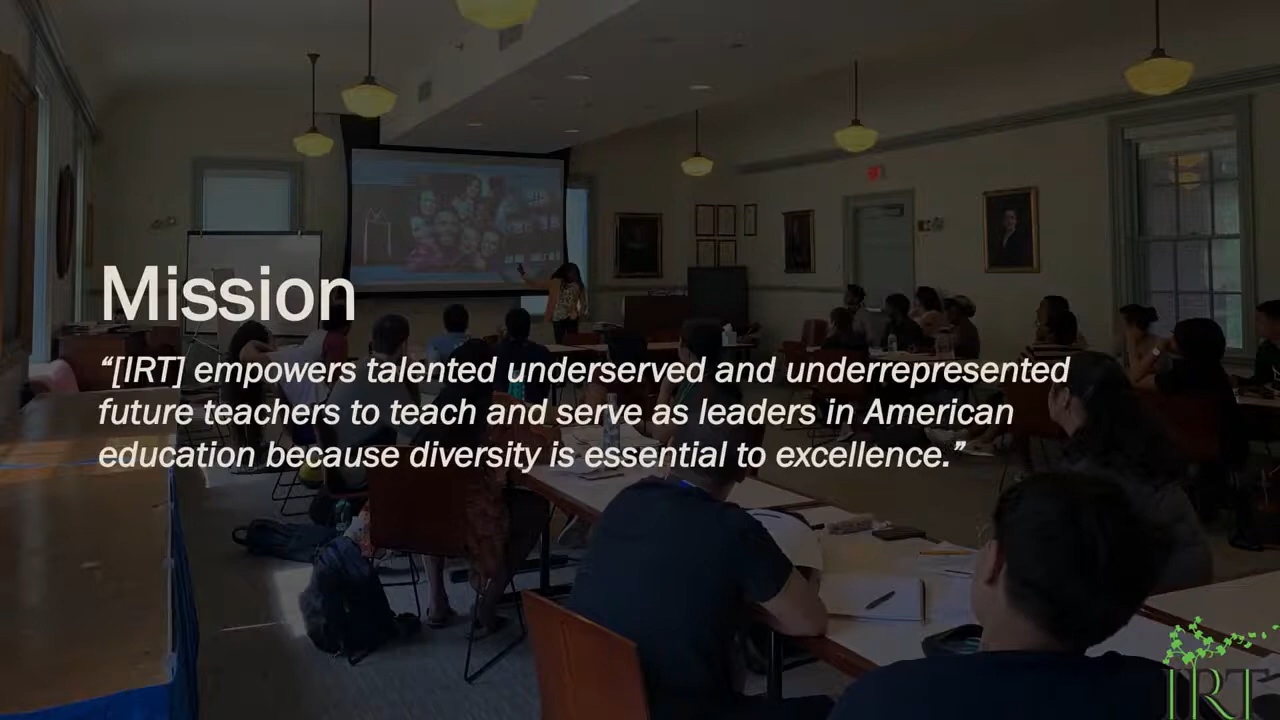 Mission
“[IRT] empowers talented underserved and underrepresented
future teachers to teach and serve as leaders in American
education because diversity is essential to excellence.”
IRT